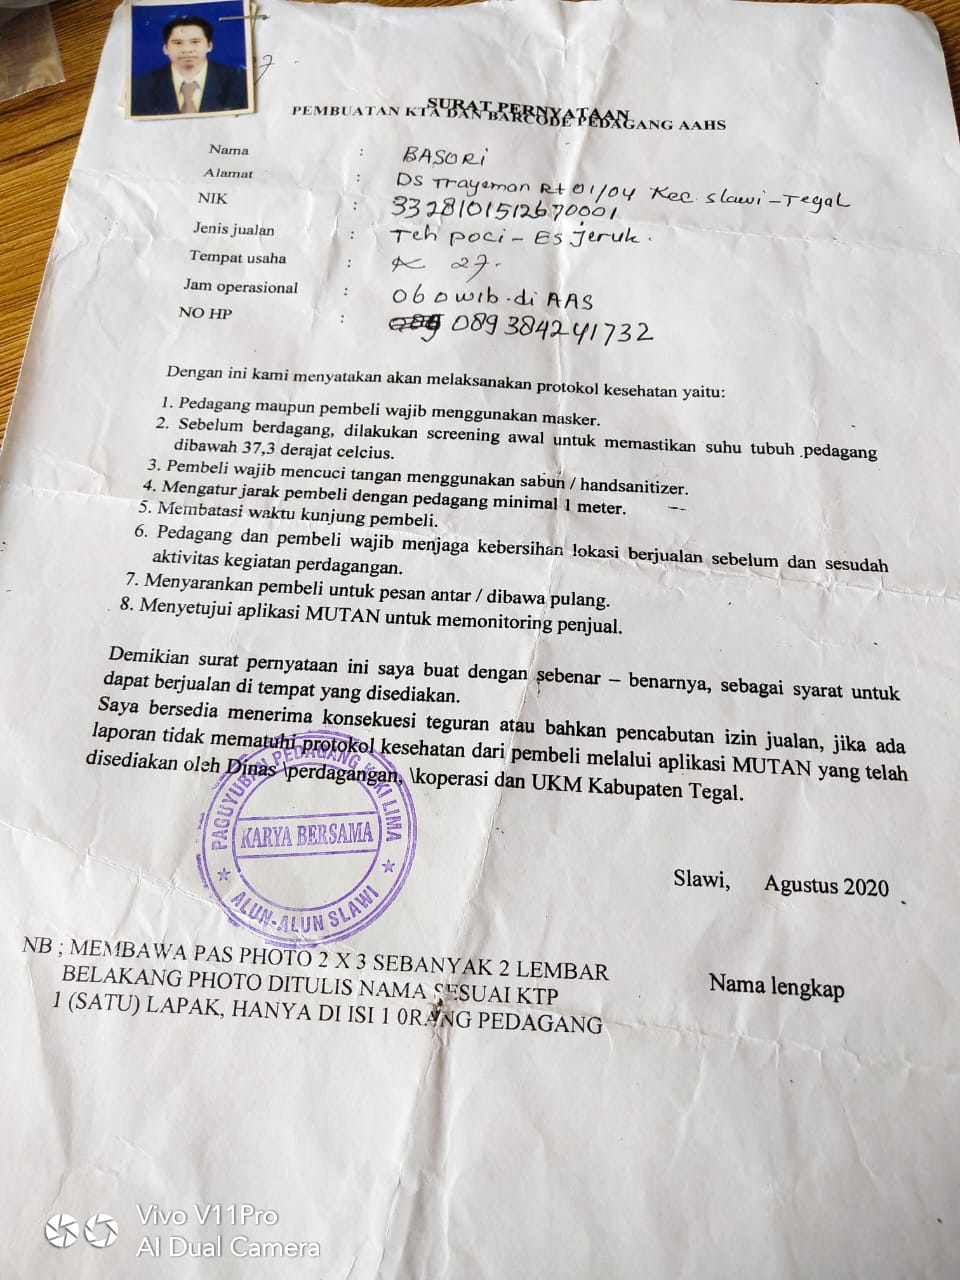 SURAT PERNYATAAN
PEMBUATAN KTA DAN BARCODE PEDAGANG AAHS
Nama : BASORI
Alamat : DS Trayeman Rt 01/04 Kec. Slawi - Tegal
NIK : 3328101512670001
Jenis jualan : Teh poci - Es Jeruk.
Tempat usaha : 27.
Jam operasional : 060 wib. di AAS
NO HP : 089 384241732
Dengan ini kami menyatakan akan melaksanakan protokol kesehatan yaitu:
1. Pedagang maupun pembeli wajib menggunakan masker.
2. Sebelum berdagang, dilakukan screening awal untuk memastikan suhu tubuh pedagang
dibawah 37,3 derajat celcius.
3. Pembeli wajib mencuci tangan menggunakan sabun / handsanitizer.
4. Mengatur jarak pembeli dengan pedagang minimal 1 meter.
5. Membatasi waktu kunjung pembeli.
6. Pedagang dan pembeli wajib menjaga kebersihan lokasi berjualan sebelum dan sesudah
aktivitas kegiatan perdagangan.
7. Menyarankan pembeli untuk pesan antar / dibawa pulang.
8. Menyetujui aplikasi MUTAN untuk memonitoring penjual.
Demikian surat pernyataan ini saya buat dengan sebenar – benarnya, sebagai syarat untuk
dapat berjualan di tempat yang disediakan.
Saya bersedia menerima konsekuesi teguran atau bahkan pencabutan izin jualan, jika ada
laporan tidak mematuhi protokol kesehatan dari pembeli melalui aplikasi MUTAN yang telah
disediakan oleh Dinas \perdagangan, \koperasi dan UKM Kabupaten Tegal.
PAGUYUBAN PEDAGANG KAKI LIMA
KARYA BERSAMA
ALUN-ALUN SLAWI
Slawi, Agustus 2020
Nama lengkap
NB ; MEMBAWA PAS PHOTO 2 X 3 SEBANYAK 2 LEMBAR
BELAKANG PHOTO DITULIS NAMA SESUAI KTP
1 (SATU) LAPAK, HANYA DI ISI 1 0RANG PEDAGANG
Vivo V11Pro
AI Dual Camera